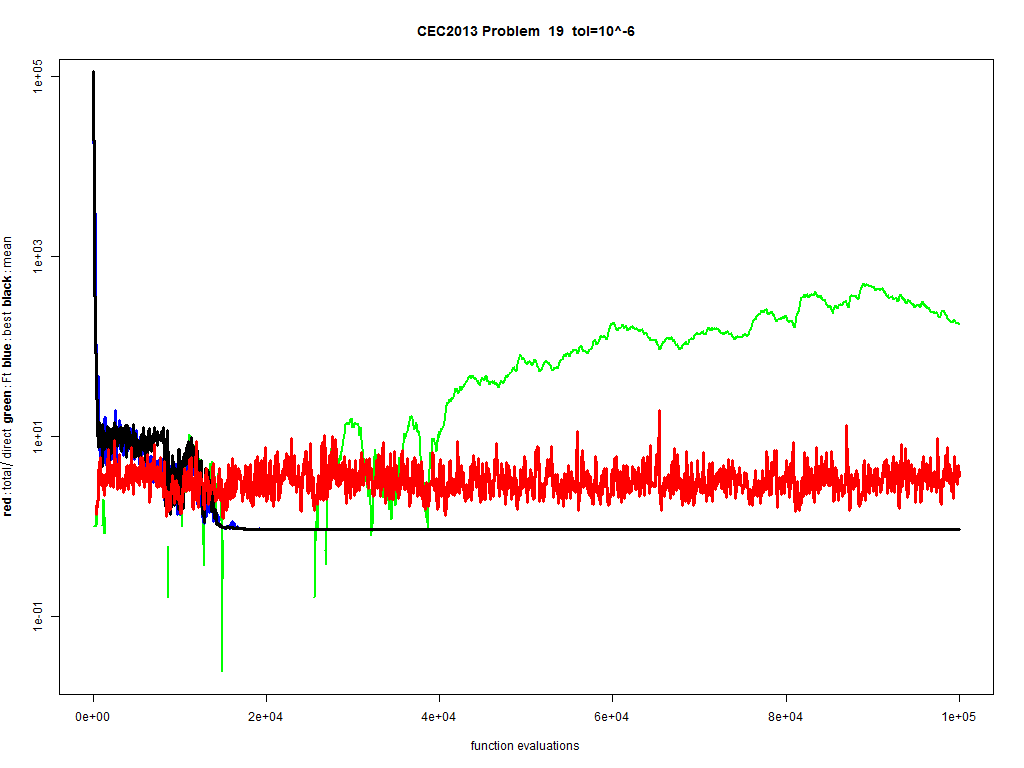 CEC2013 Problem 19 tol=10^-6
red : total/ direct green : Ft blue : best black : mean
1e+05
1e+03
1e+01
1e-01
0e+00 2e+04 4e+04 6e+04 8e+04 1e+05
function evaluations